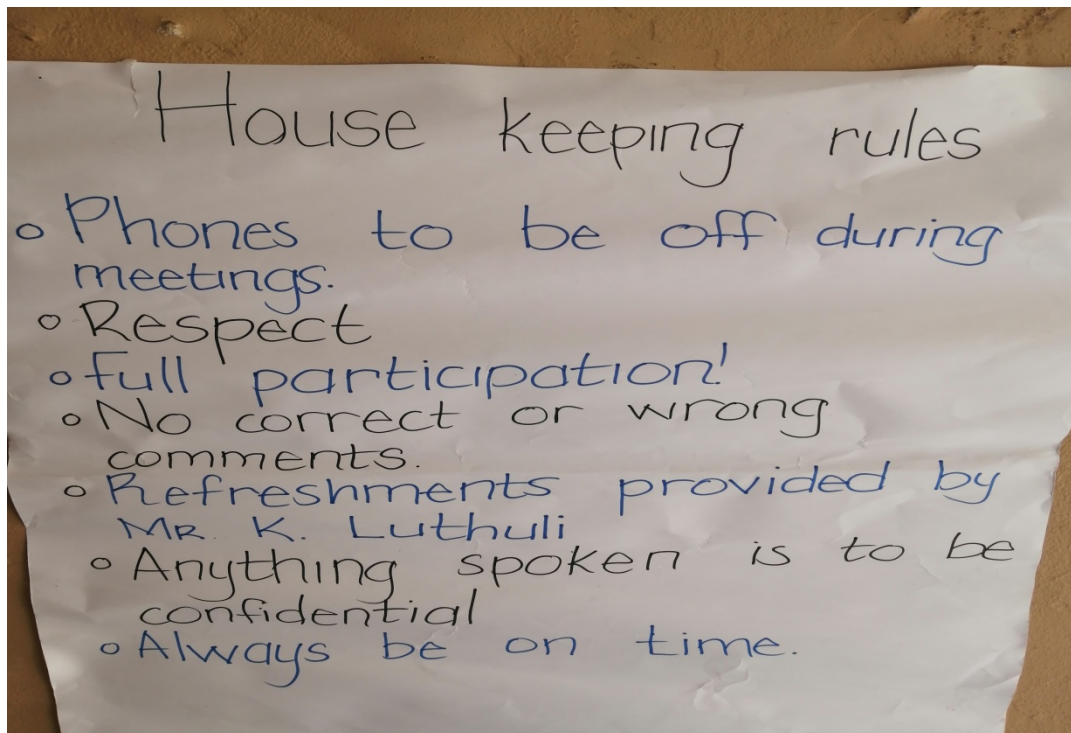 House keeping rules
o Phones to be off during
meetings.
o Respect
o full participation!
o No correct or wrong
comments.
o Refreshments provided by
MR. K. Luthuli
o Anything spoken is to be
confidential
o Always be on time.